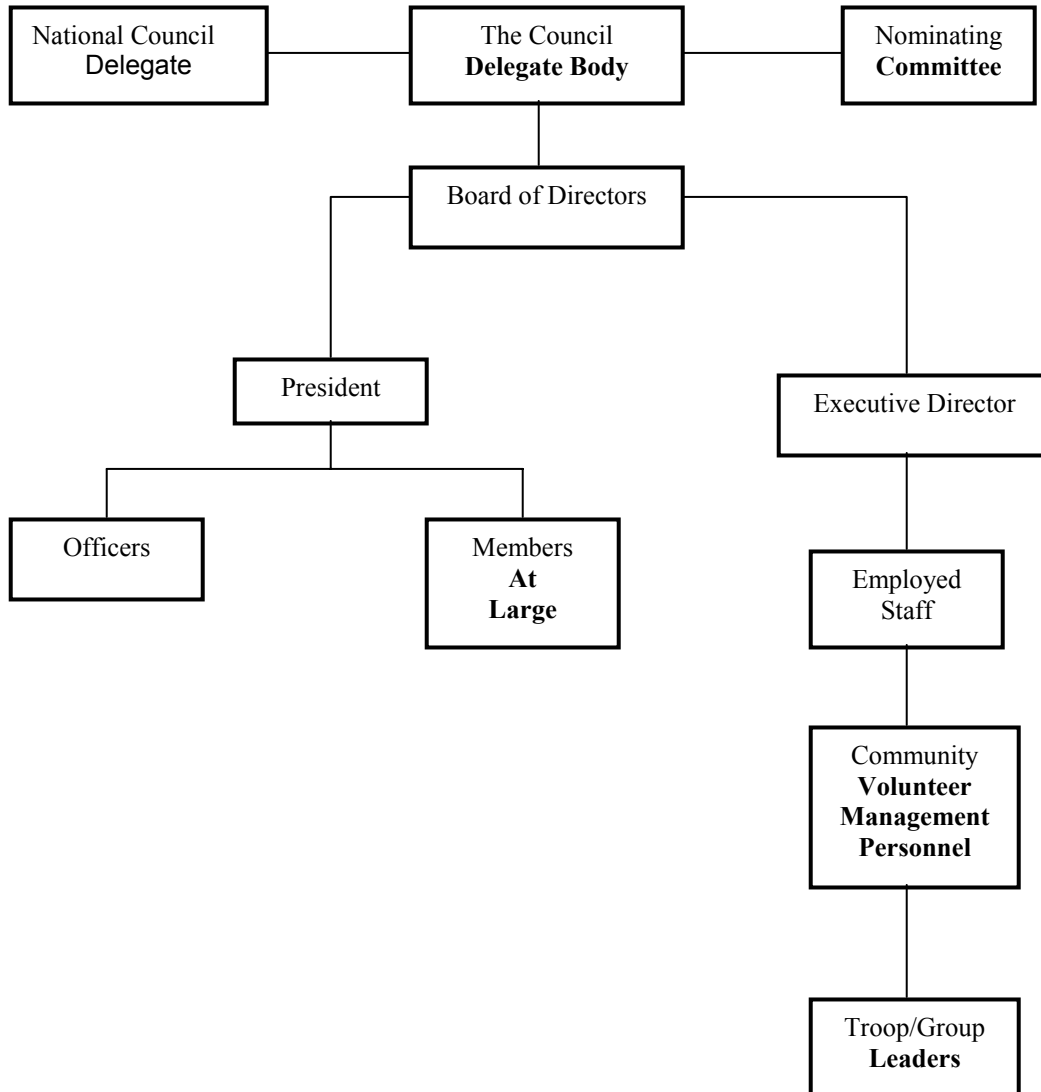 National Council
Delegate
The Council
Delegate Body
Nominating
Committee
Board of Directors
President
Executive Director
Officers
Members
At
Large
Employed
Staff
Community
Volunteer
Management
Personnel
Troop/Group
Leaders